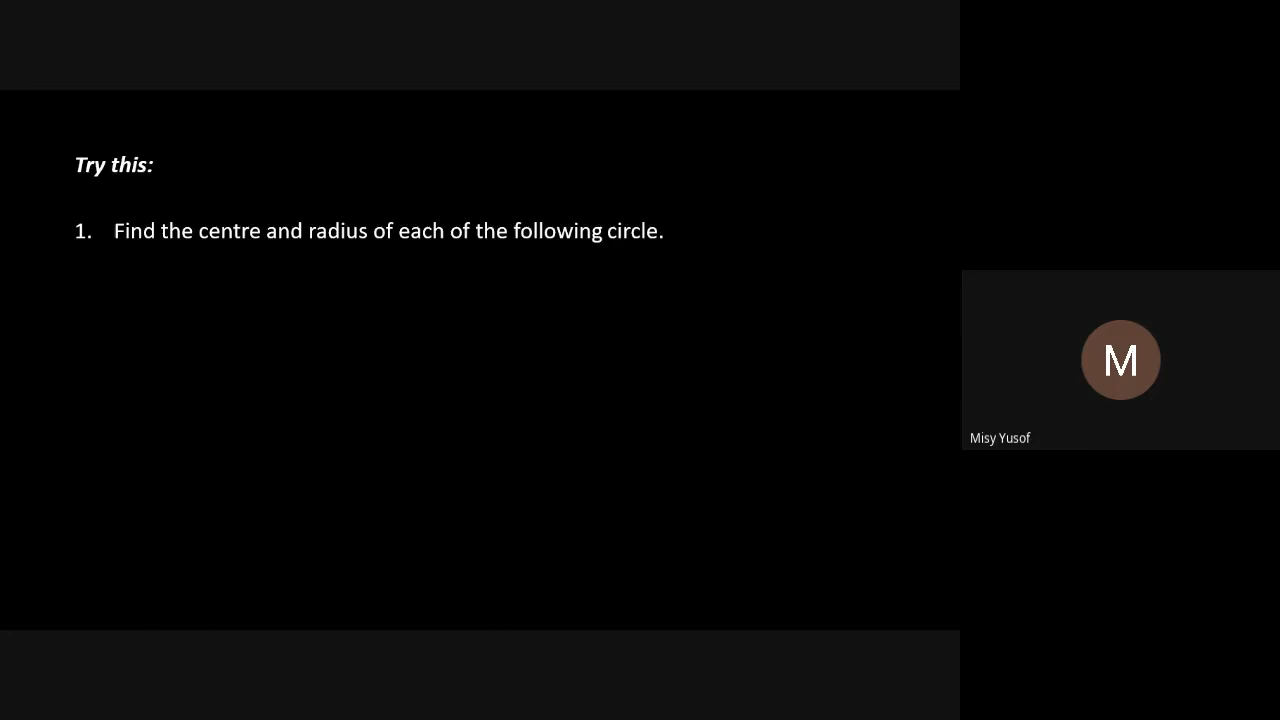 Try this:
1. Find the centre and radius of each of the following circle.
M
Misy Yusof